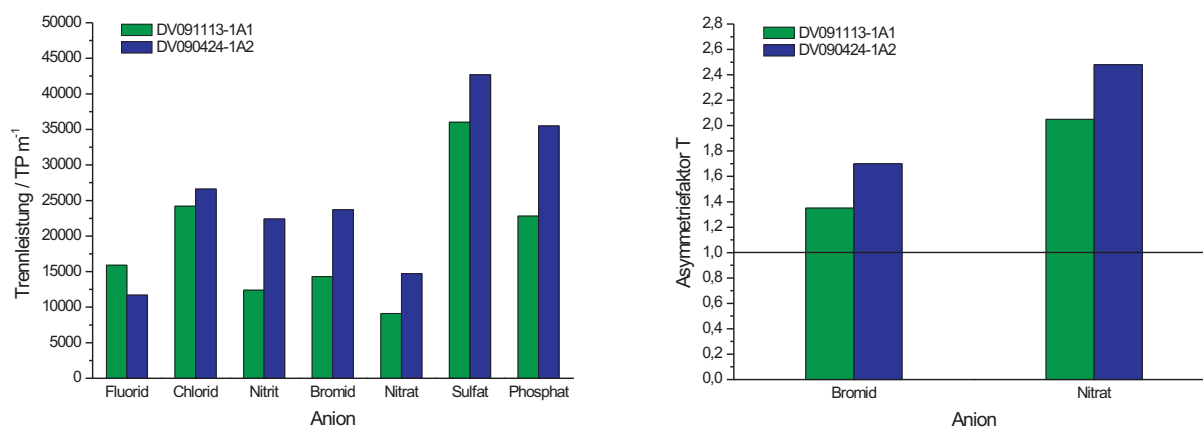 50000
45000
40000
35000
30000
25000
20000
15000
10000
5000
0
Trennleistung / TP m⁻¹
DV091113-1A1
DV090424-1A2
Fluorid Chlorid Nitrit Bromid Nitrat Sulfat Phosphat
Anion
2,8
2,6
2,4
2,2
2,0
1,8
1,6
1,4
1,2
1,0
0,8
0,6
0,4
0,2
0,0
Asymmetriefaktor T
DV091113-1A1
DV090424-1A2
Bromid Nitrat
Anion